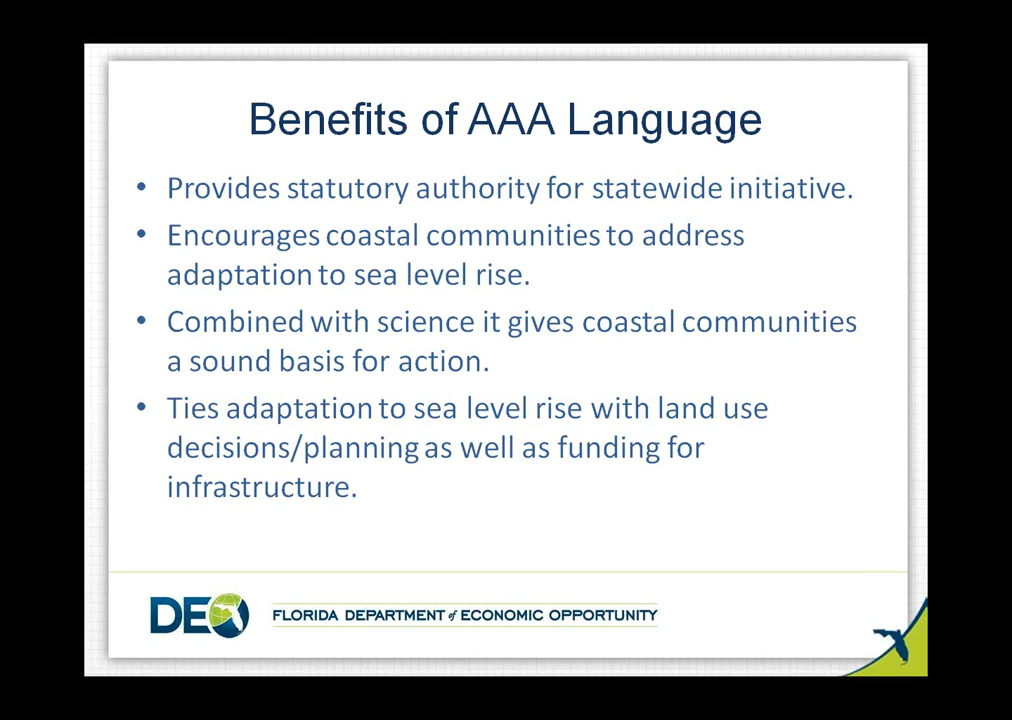 Benefits of AAA Language
• Provides statutory authority for statewide initiative.
• Encourages coastal communities to address
adaptation to sea level rise.
• Combined with science it gives coastal communities
a sound basis for action.
• Ties adaptation to sea level rise with land use
decisions/planning as well as funding for
infrastructure.
DEO FLORIDA DEPARTMENT of ECONOMIC OPPORTUNITY